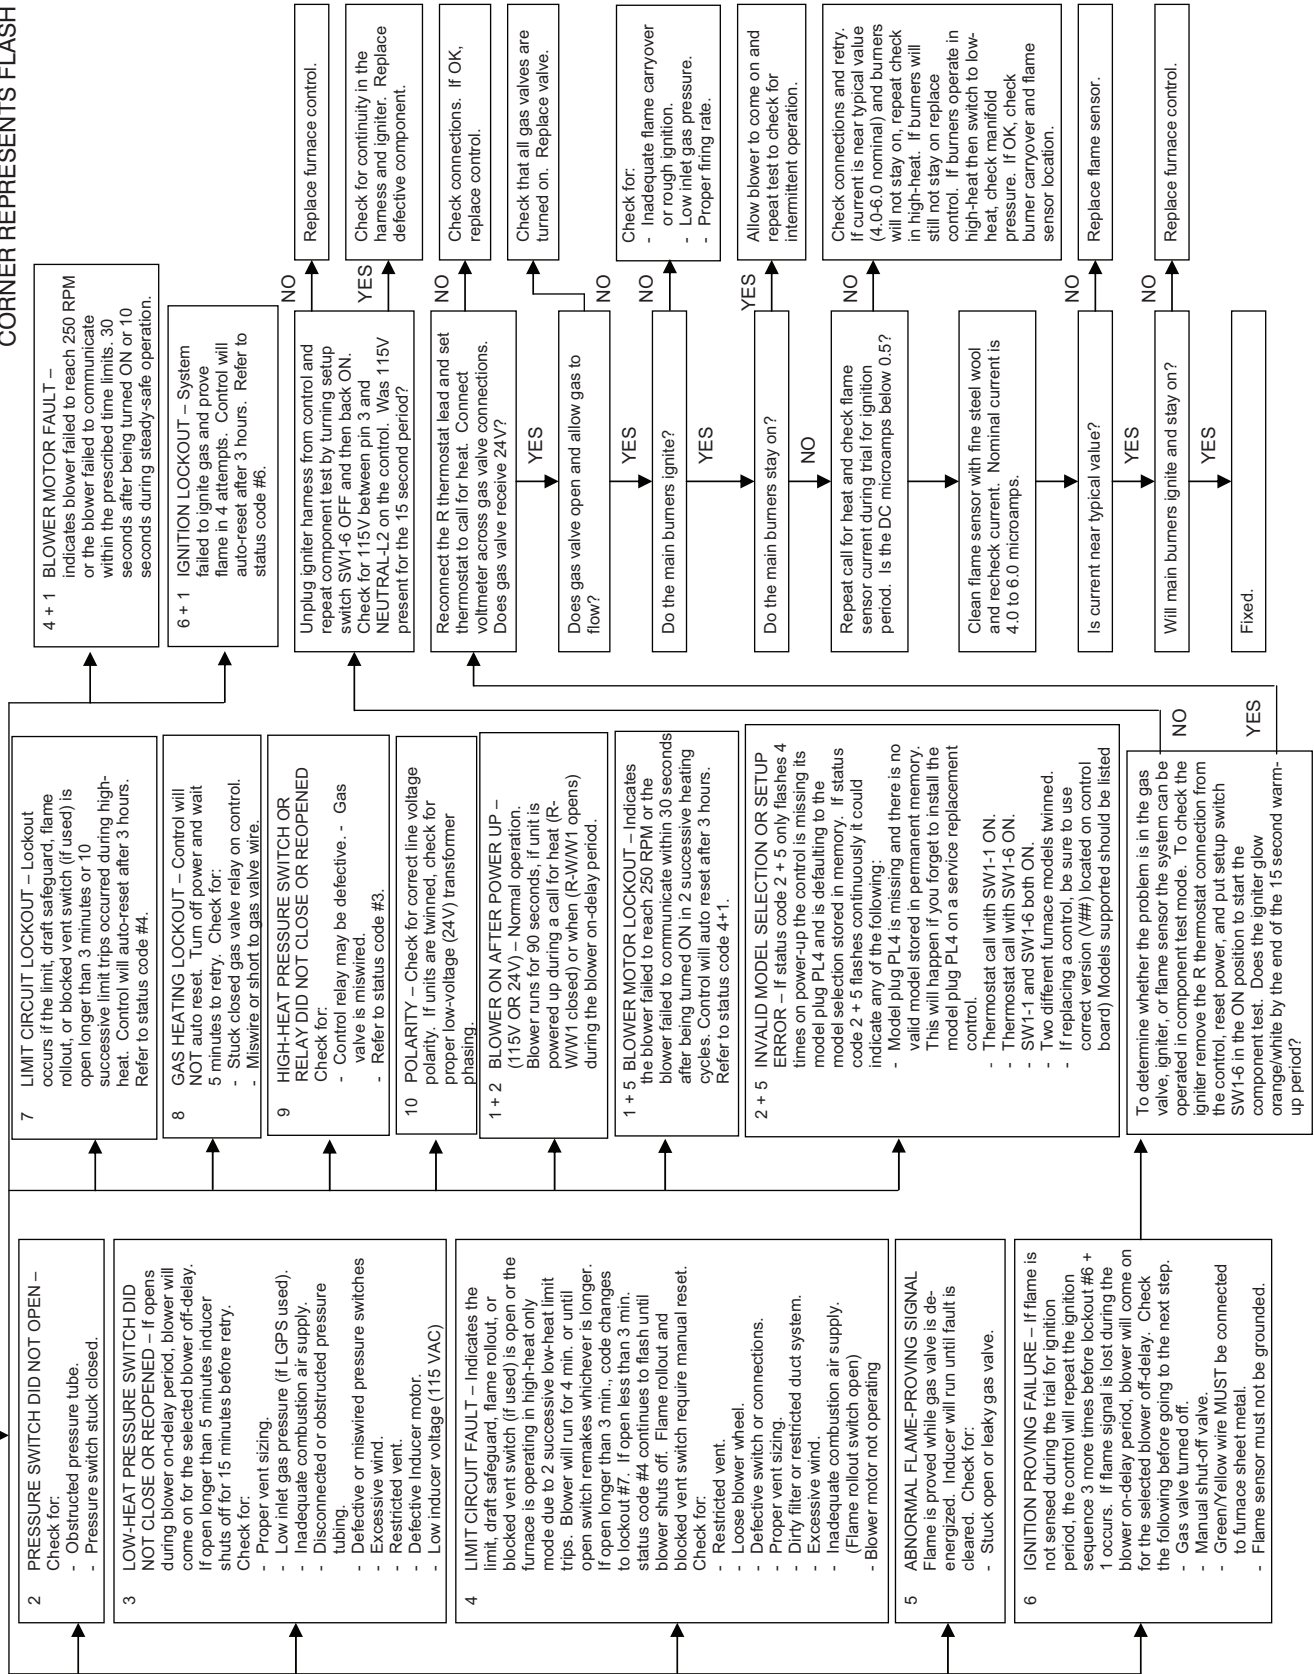 CORNER REPRESENTS FLASH
2 PRESSURE SWITCH DID NOT OPEN –
Check for:
- Obstructed pressure tube.
- Pressure switch stuck closed.
3 LOW-HEAT PRESSURE SWITCH DID
NOT CLOSE OR REOPENED – If opens
during blower on-delay period, blower will
come on for the selected blower off-delay.
If open longer than 5 minutes inducer
shuts off for 15 minutes before retry.
Check for:
- Proper vent sizing.
- Low inlet gas pressure (if LGPS used).
- Inadequate combustion air supply.
- Disconnected or obstructed pressure
tubing.
- Defective or miswired pressure switches
- Excessive wind.
- Restricted vent.
- Defective inducer motor.
- Low inducer voltage (115 VAC)
4 LIMIT CIRCUIT FAULT – Indicates the
limit, draft safeguard, flame rollout, or
blocked vent switch (if used) is open or the
furnace is operating in high-heat only
mode due to 2 successive low-heat limit
trips. Blower will run for 4 min. or until
open switch remakes whichever is longer.
If open longer than 3 min., code changes
to lockout #7. If open less than 3 min.
status code #4 continues to flash until
blower shuts off. Flame rollout and
blocked vent switch require manual reset.
Check for:
- Restricted vent.
- Loose blower wheel.
- Defective switch or connections.
- Proper vent sizing.
- Dirty filter or restricted duct system.
- Excessive wind.
- Inadequate combustion air supply.
(Flame rollout switch open)
- Blower motor not operating
5 ABNORMAL FLAME-PROVING SIGNAL
Flame is proved while gas valve is de-
energized. Inducer will run until fault is
cleared. Check for:
- Stuck open or leaky gas valve.
6 IGNITION PROVING FAILURE – If flame is
not sensed during the trial for ignition
period, the control will repeat the ignition
sequence 3 more times before lockout #6 +
1 occurs. If flame signal is lost during the
blower on-delay period, blower will come on
for the selected blower off-delay. Check
the following before going to the next step.
- Gas valve turned off.
- Manual shut-off valve.
- Green/Yellow wire MUST be connected
to furnace sheet metal.
- Flame sensor must not be grounded.
7 LIMIT CIRCUIT LOCKOUT – Lockout
occurs if the limit, draft safeguard, flame
rollout, or blocked vent switch (if used) is
open longer than 3 minutes or 10
successive limit trips occurred during high-
heat. Control will auto-reset after 3 hours.
Refer to status code #4.
8 GAS HEATING LOCKOUT – Control will
NOT auto reset. Turn off power and wait
5 minutes to retry. Check for:
- Stuck closed gas valve relay on control.
- Miswire or short to gas valve wire.
9 HIGH-HEAT PRESSURE SWITCH OR
RELAY DID NOT CLOSE OR REOPENED
Check for:
- Control relay may be defective. - Gas
valve is miswired.
- Refer to status code #3.
10 POLARITY – Check for correct line voltage
polarity. If units are twinned, check for
proper low-voltage (24V) transformer
phasing.
1 + 2 BLOWER ON AFTER POWER UP –
(115V OR 24V) – Normal operation.
Blower runs for 90 seconds, if unit is
powered up during a call for heat (R-
W/W1 closed) or when (R-W/W1 opens)
during the blower on-delay period.
1 + 5 BLOWER MOTOR LOCKOUT – Indicates
the blower failed to reach 250 RPM or the
blower failed to communicate within 30 seconds
after being turned ON in 2 successive heating
cycles. Control will auto reset after 3 hours.
Refer to status code 4+1.
2 + 5 INVALID MODEL SELECTION OR SETUP
ERROR – If status code 2 + 5 only flashes 4
times on power-up the control is missing its
model plug PL4 and is defaulting to the
model selection stored in memory. If status
code 2 + 5 flashes continuously it could
indicate any of the following:
- Model plug PL4 is missing and there is no
valid model stored in permanent memory.
This will happen if you forget to install the
model plug PL4 on a service replacement
control.
- Thermostat call with SW1-1 ON.
- Thermostat call with SW1-6 ON.
- SW1-1 and SW1-6 both ON.
- Two different furnace models twinned.
- If replacing a control, be sure to use
correct version (V##) located on control
board) Models supported should be listed
To determine whether the problem is in the gas
valve, igniter, or flame sensor the system can be
operated in component test mode. To check the
igniter remove the R thermostat connection from
the control, reset power, and put setup switch
SW1-6 in the ON position to start the
component test. Does the igniter glow
orange/white by the end of the 15 second warm-
up period?
NO
YES
4 + 1 BLOWER MOTOR FAULT –
indicates blower failed to reach 250 RPM
or the blower failed to communicate
within the prescribed time limits. 30
seconds after being turned ON or 10
seconds during steady-safe operation.
6 + 1 IGNITION LOCKOUT – System
failed to ignite gas and prove
flame in 4 attempts. Control will
auto-reset after 3 hours. Refer to
status code #6.
Unplug igniter harness from control and
repeat component test by turning setup
switch SW1-6 OFF and then back ON.
Check for 115V between pin 3 and
NEUTRAL-L2 on the control. Was 115V
present for the 15 second period?
NO
Replace furnace control.
YES
Check for continuity in the
harness and igniter. Replace
defective component.
Reconnect the R thermostat lead and set
thermostat to call for heat. Connect
voltmeter across gas valve connections.
Does gas valve receive 24V?
NO
Check connections. If OK,
replace control.
YES
Does gas valve open and allow gas to
flow?
NO
Check that all gas valves are
turned on. Replace valve.
YES
Do the main burners ignite?
NO
Check for:
- Inadequate flame carryover
or rough ignition.
- Low inlet gas pressure.
- Proper firing rate.
YES
Do the main burners stay on?
YES
Allow blower to come on and
repeat test to check for
intermittent operation.
NO
Repeat call for heat and check flame
sensor current during trial for ignition
period. Is the DC microamps below 0.5?
NO
Check connections and retry.
If current is near typical value
(4.0-6.0 nominal) and burners
will not stay on, repeat check
in high-heat. If burners will
still not stay on replace
control. If burners operate in
high-heat then switch to low-
heat, check manifold
pressure. If OK, check
burner carryover and flame
sensor location.
Clean flame sensor with fine steel wool
and recheck current. Nominal current is
4.0 to 6.0 microamps.
Is current near typical value?
NO
Replace flame sensor.
YES
Will main burners ignite and stay on?
NO
Replace furnace control.
YES
Fixed.